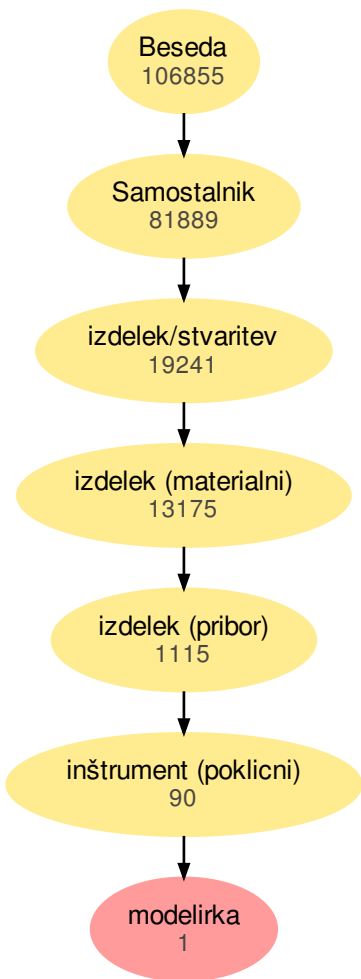 Beseda
106855
Samostalnik
81889
izdelek/stvaritev
19241
izdelek (materialni)
13175
izdelek (pribor)
1115
inštrument (poklicni)
90
modelirka
1